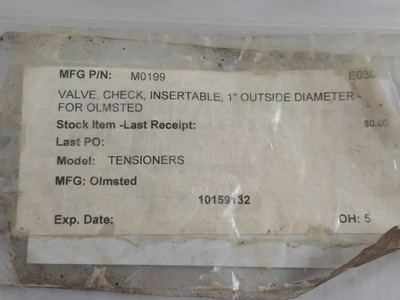 MFG P/N: M0199 E030
VALVE, CHECK, INSERTABLE, 1" OUTSIDE DIAMETER -
FOR OLMSTED
Stock Item -Last Receipt: $0.00
Last PO:
Model: TENSIONERS
MFG: Olmsted
10159132
Exp. Date: OH: 5